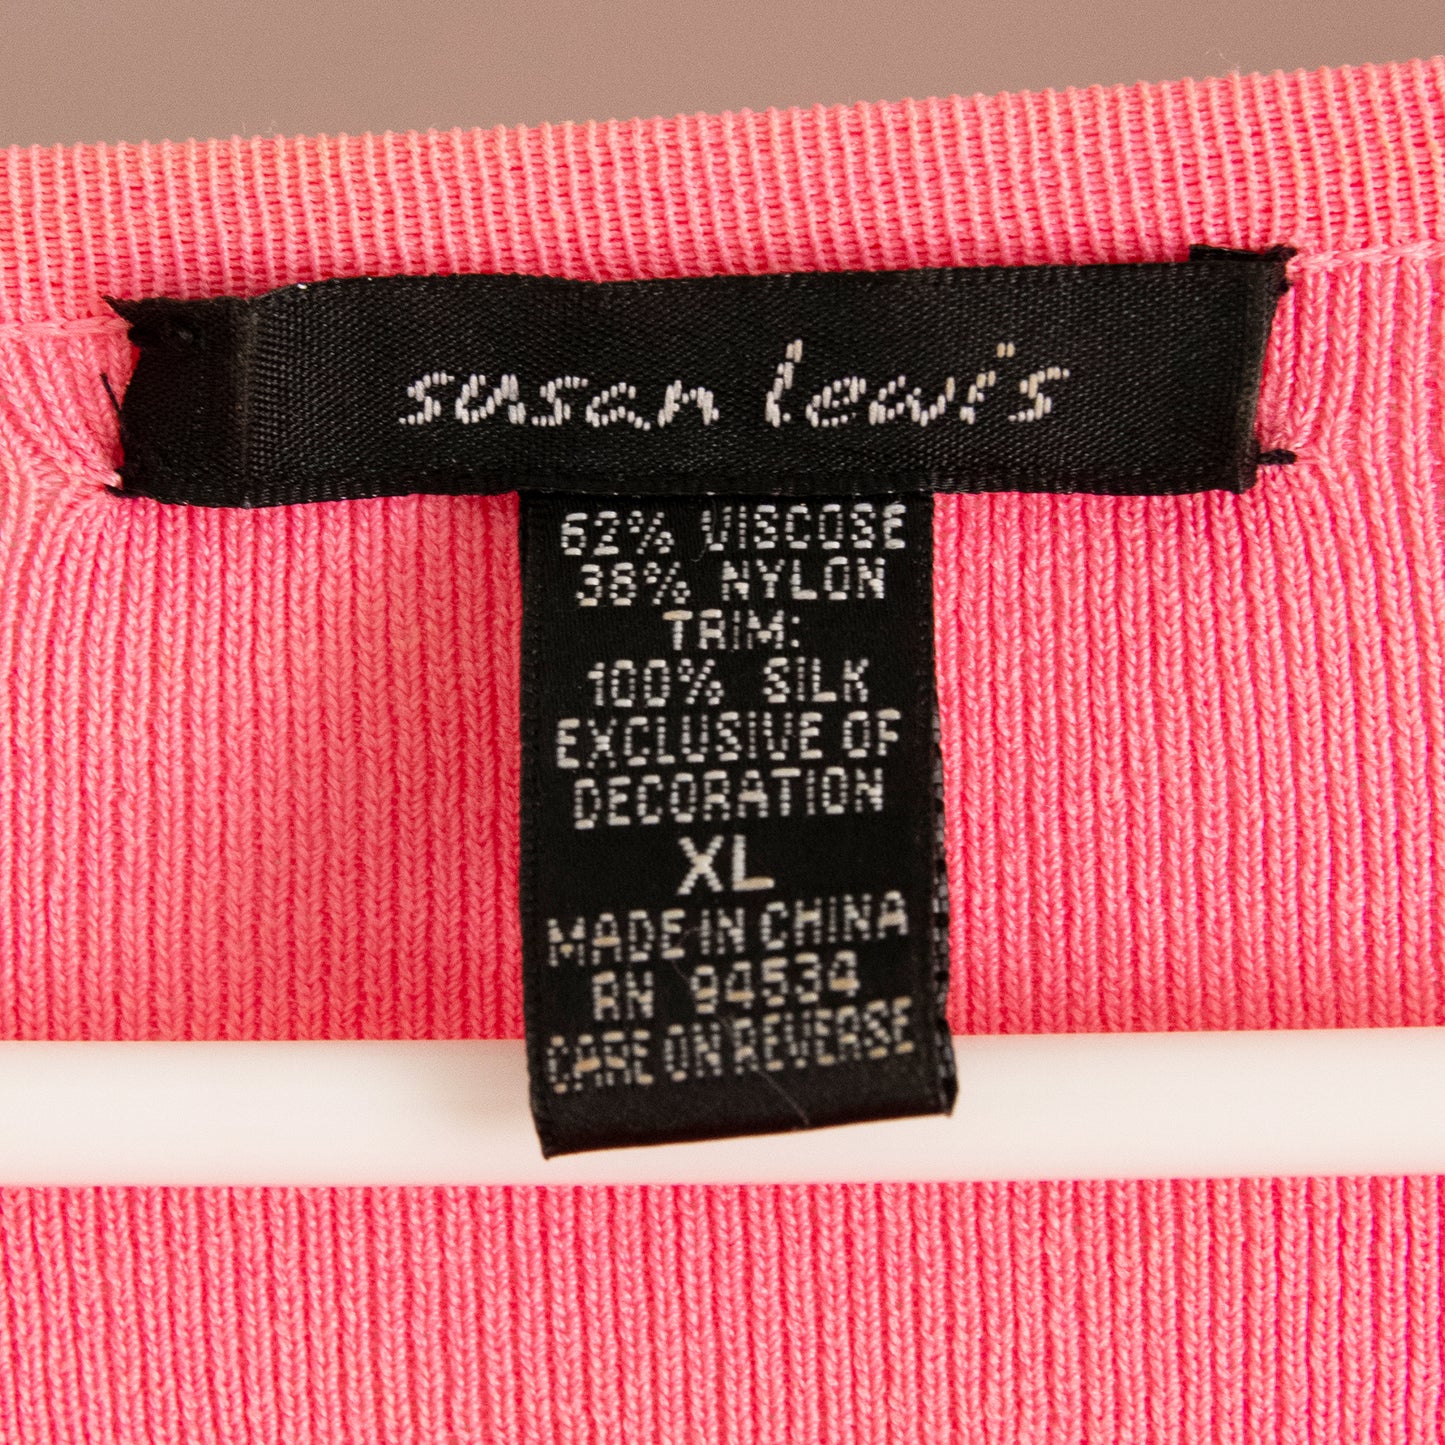 susan lewis
62% VISCOSE
38% NYLON
TRIM:
100% SILK
EXCLUSIVE OF
DECORATION
XL
MADE IN CHINA
RN 94534
CARE ON REVERSE